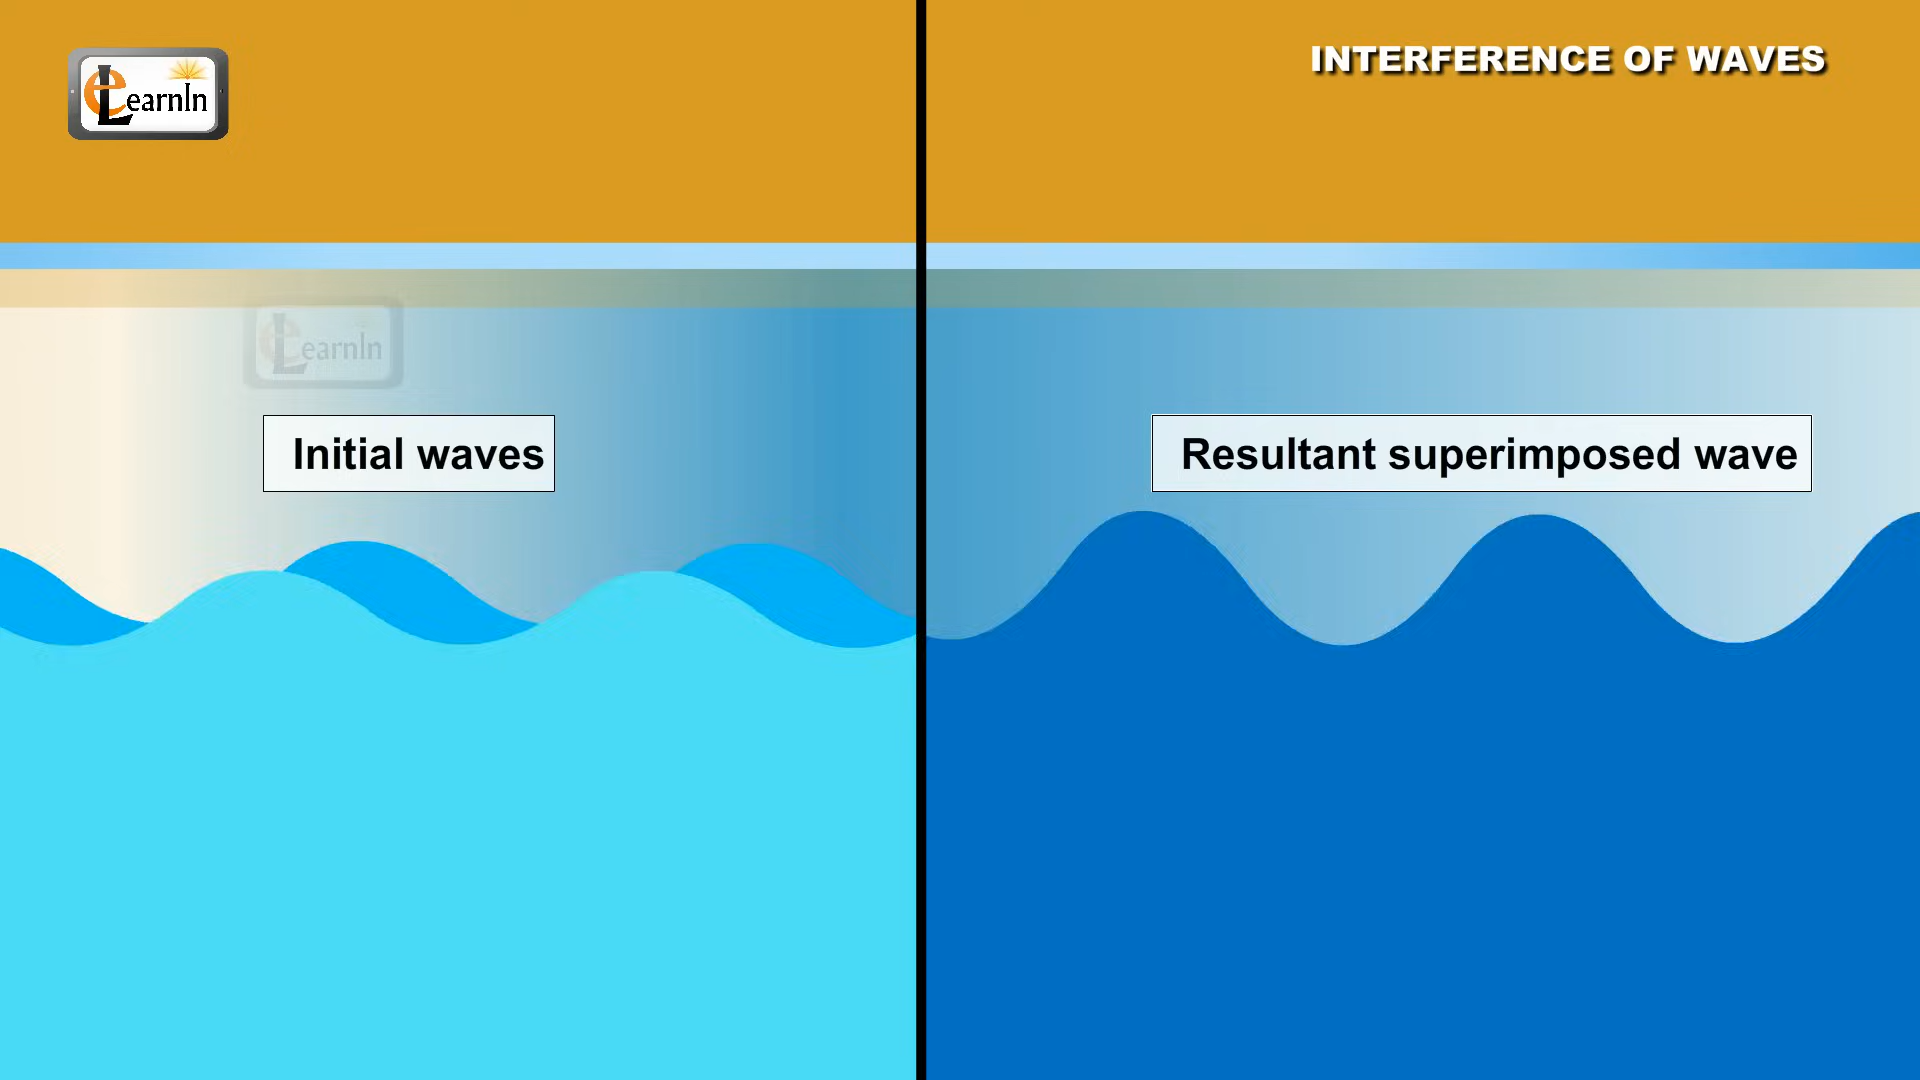 eLearnIn
INTERFERENCE OF WAVES
eLearnIn
Initial waves
Resultant superimposed wave